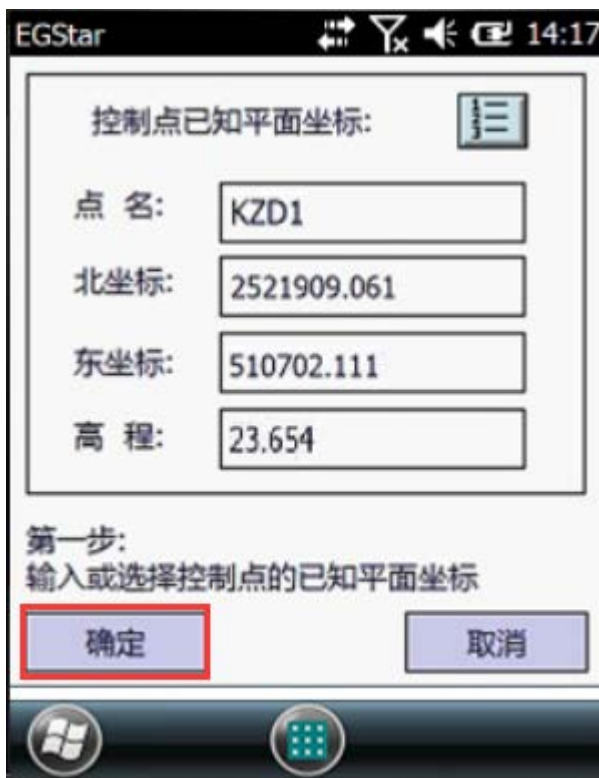 EGStar 14:17
控制点已知平面坐标:
点 名: KZD1
北坐标: 2521909.061
东坐标: 510702.111
高 程: 23.654
第一步:
输入或选择控制点的已知平面坐标
确定 取消